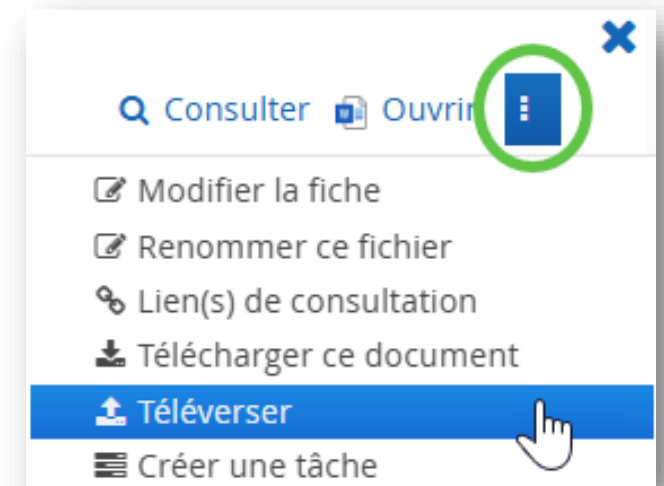 Consulter Ouvrir
Modifier la fiche
Renommer ce fichier
Lien(s) de consultation
Télécharger ce document
Téléverser
Créer une tâche